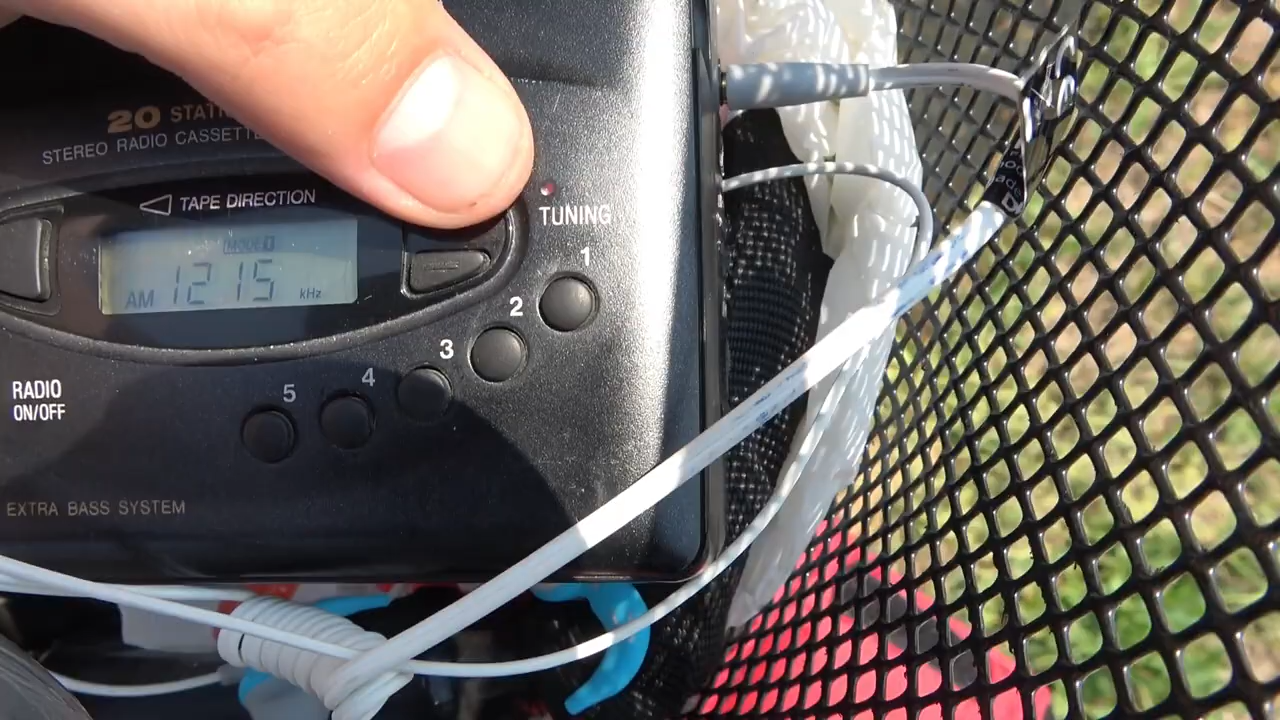 20 STATI
STEREO RADIO CASSETTE
TAPE DIRECTION
TUNING
MODE 1
AM 1215 kHz
1
2
3
4
5
RADIO
ON/OFF
EXTRA BASS SYSTEM